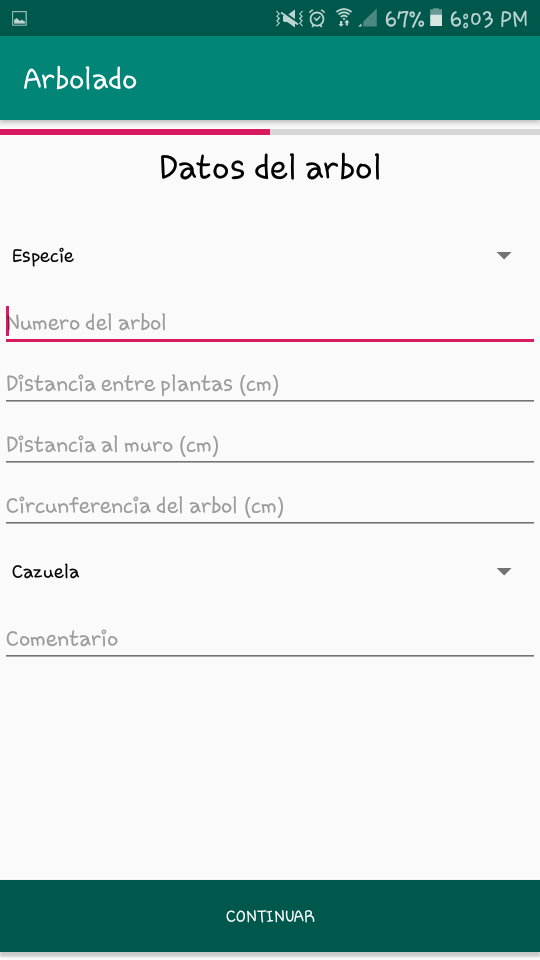 67% 6:03 PM
Arbolado
Datos del arbol
Especie
Numero del arbol
Distancia entre plantas (cm)
Distancia al muro (cm)
Circunferencia del arbol (cm)
Cazuela
Comentario
CONTINUAR